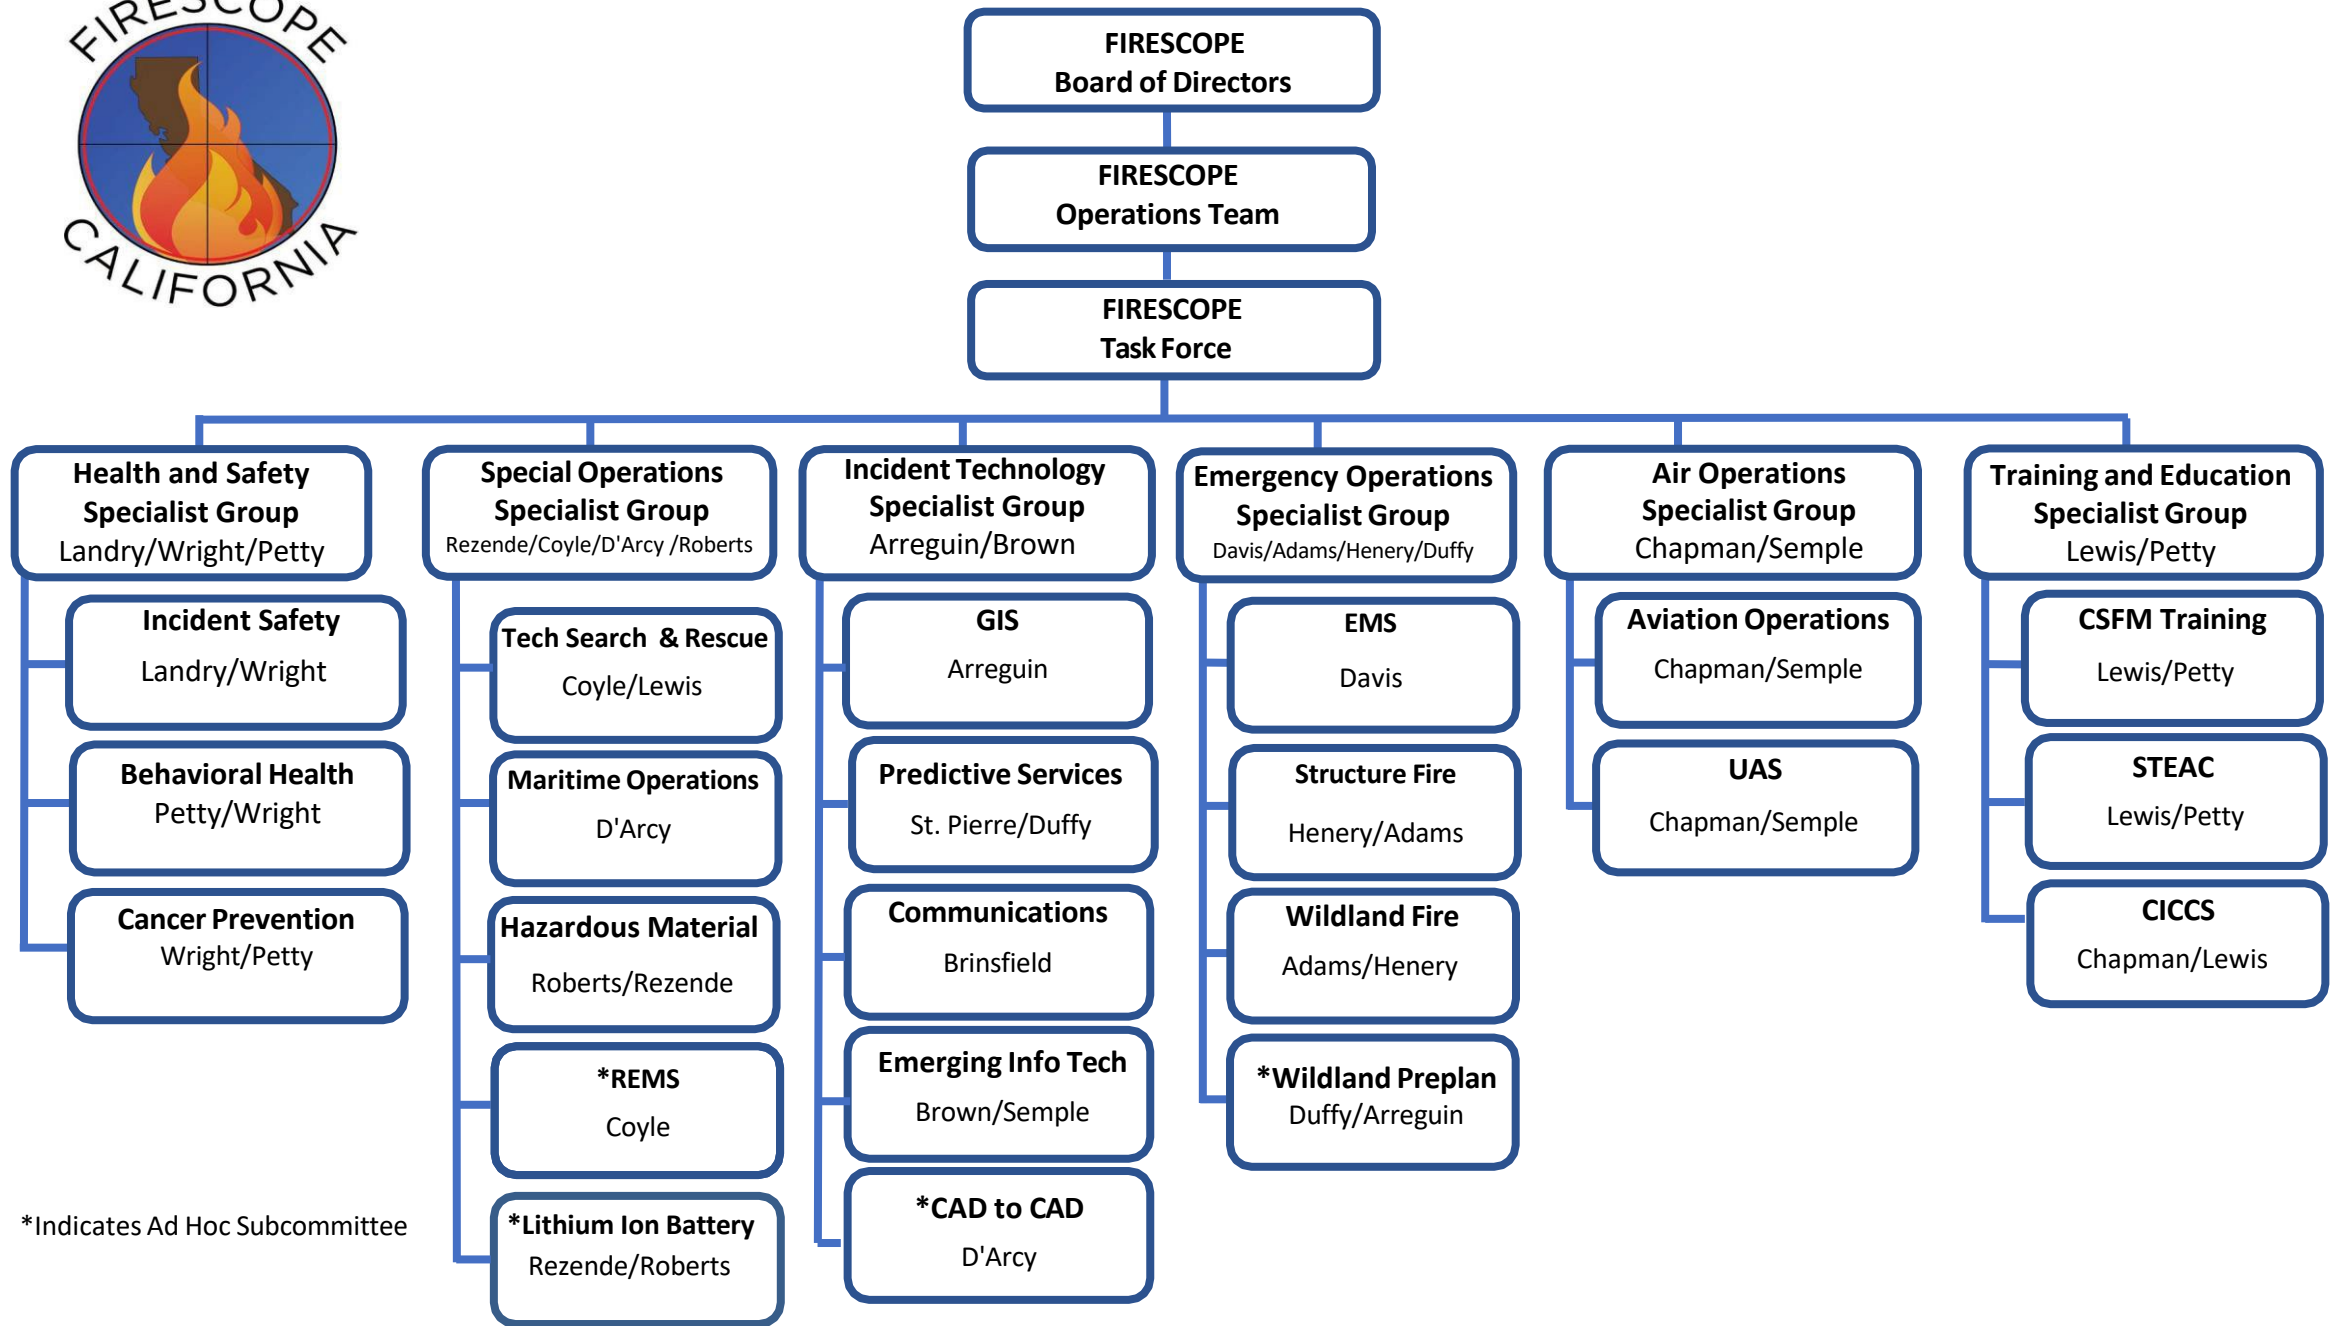 FIRESCOPE
CALIFORNIA
FIRESCOPE
Board of Directors
FIRESCOPE
Operations Team
FIRESCOPE
Task Force
Health and Safety
Specialist Group
Landry/Wright/Petty
Incident Safety
Landry/Wright
Behavioral Health
Petty/Wright
Cancer Prevention
Wright/Petty
Special Operations
Specialist Group
Rezende/Coyle/D'Arcy /Roberts
Tech Search & Rescue
Coyle/Lewis
Maritime Operations
D'Arcy
Hazardous Material
Roberts/Rezende
*REMS
Coyle
*Lithium Ion Battery
Rezende/Roberts
Incident Technology
Specialist Group
Arreguin/Brown
GIS
Arreguin
Predictive Services
St. Pierre/Duffy
Communications
Brinsfield
Emerging Info Tech
Brown/Semple
*CAD to CAD
D'Arcy
Emergency Operations
Specialist Group
Davis/Adams/Henery/Duffy
EMS
Davis
Structure Fire
Henery/Adams
Wildland Fire
Adams/Henery
*Wildland Preplan
Duffy/Arreguin
Air Operations
Specialist Group
Chapman/Semple
Aviation Operations
Chapman/Semple
UAS
Chapman/Semple
Training and Education
Specialist Group
Lewis/Petty
CSFM Training
Lewis/Petty
STEAC
Lewis/Petty
CICCS
Chapman/Lewis
*Indicates Ad Hoc Subcommittee